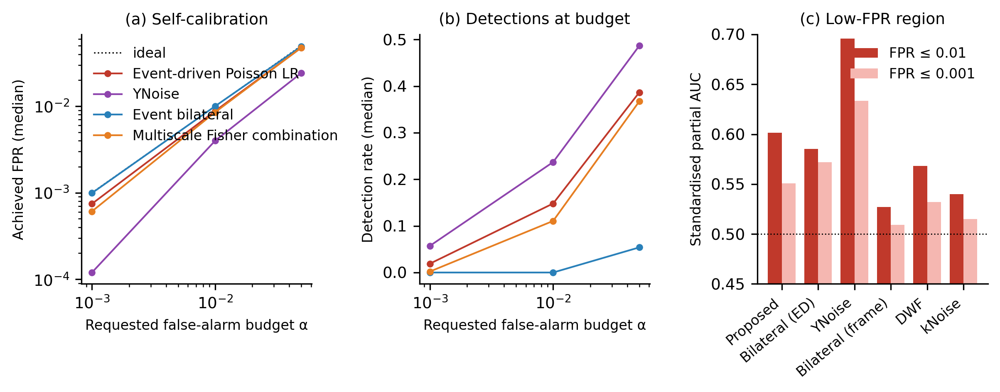 (a) Self-calibration
Achieved FPR (median)
10⁻²
10⁻³
10⁻⁴
ideal
Event-driven Poisson LR
YNoise
Event bilateral
Multiscale Fisher combination
10⁻³
10⁻²
Requested false-alarm budget α
(b) Detections at budget
Detection rate (median)
0.5
0.4
0.3
0.2
0.1
0.0
10⁻³
10⁻²
Requested false-alarm budget α
(c) Low-FPR region
Standardised partial AUC
0.70
0.65
0.60
0.55
0.50
0.45
FPR ≤ 0.01
FPR ≤ 0.001
Proposed
Bilateral (ED)
YNoise
Bilateral (frame)
DWF
kNoise